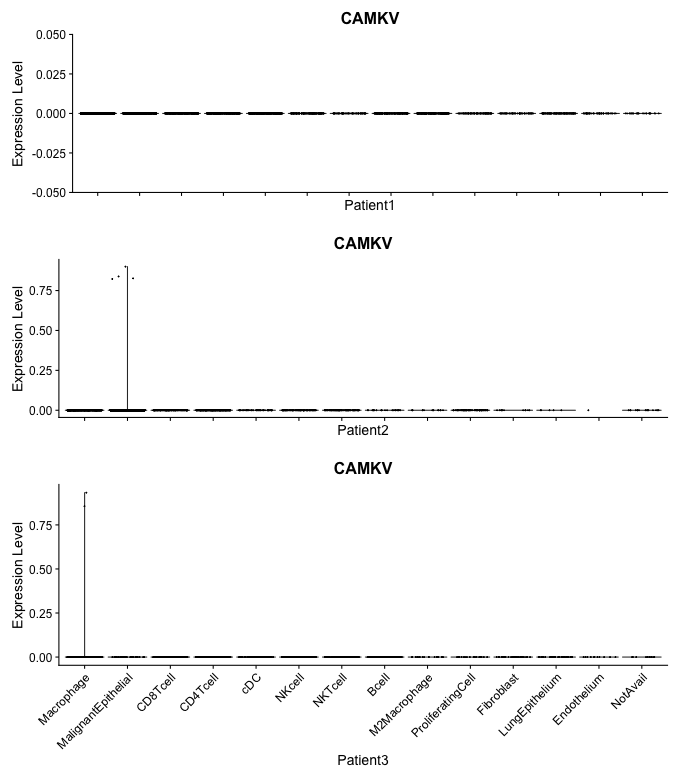 CAMKV
Expression Level
0.050
0.025
0.000
-0.025
-0.050
Patient1
CAMKV
Expression Level
0.75
0.50
0.25
0.00
Patient2
CAMKV
Expression Level
0.75
0.50
0.25
0.00
Macrophage
MalignantEpithelial
CD8Tcell
CD4Tcell
cDC
NKcell
NKTcell
Bcell
M2Macrophage
ProliferatingCell
Fibroblast
LungEpithelium
Endothelium
NotAvail
Patient3